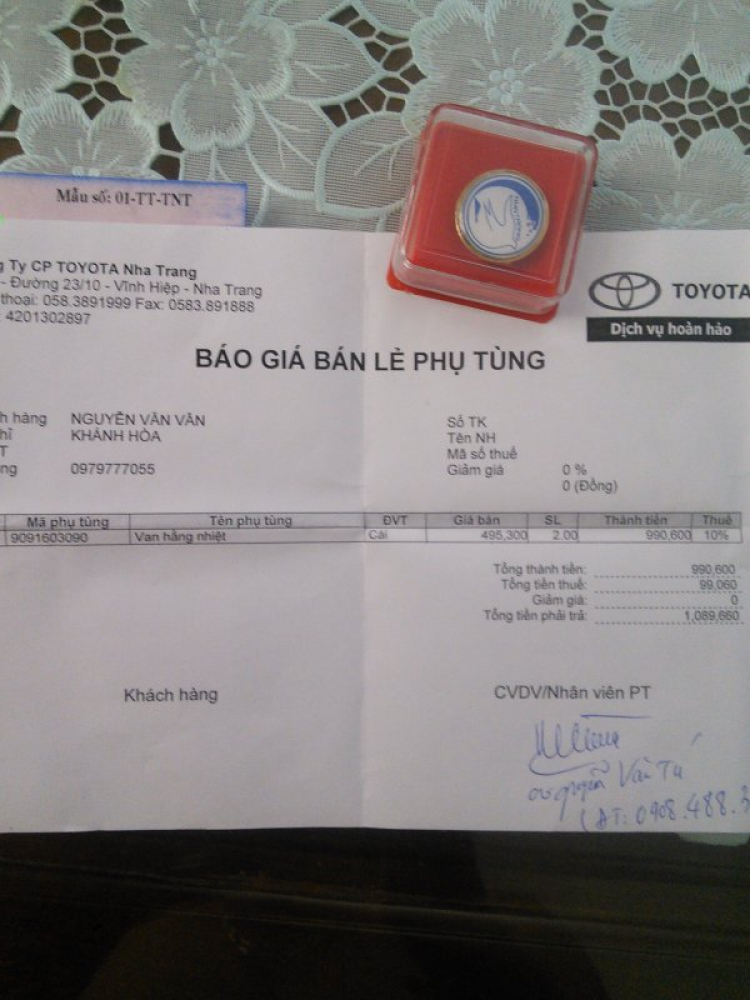 Mẫu số: 01-TT-TNT
g Ty CP TOYOTA Nha Trang
- Đường 23/10 - Vĩnh Hiệp - Nha Trang
thoại: 058.3891999 Fax: 0583.891888
: 4201302897
TOYOTA
Dịch vụ hoàn hảo
BÁO GIÁ BÁN LẺ PHỤ TÙNG
h hàng NGUYỄN VĂN VÂN
hỉ KHÁNH HÒA
T
ng 0979777055
Số TK
Tên NH
Mã số thuế
Giảm giá 0 %
0 (Đồng)
Mã phụ tùng Tên phụ tùng ĐVT Giá bán SL Thành tiền Thuế
9091603090 Van hằng nhiệt Cái 495,300 2.00 990,600 10%
Tổng thành tiền: 990,600
Tổng tiền thuế: 99,060
Giảm giá: 0
Tổng tiền phải trả: 1,089,660
Khách hàng
CVDV/Nhân viên PT
Văn Tú
(ĐT: 0908.488.3